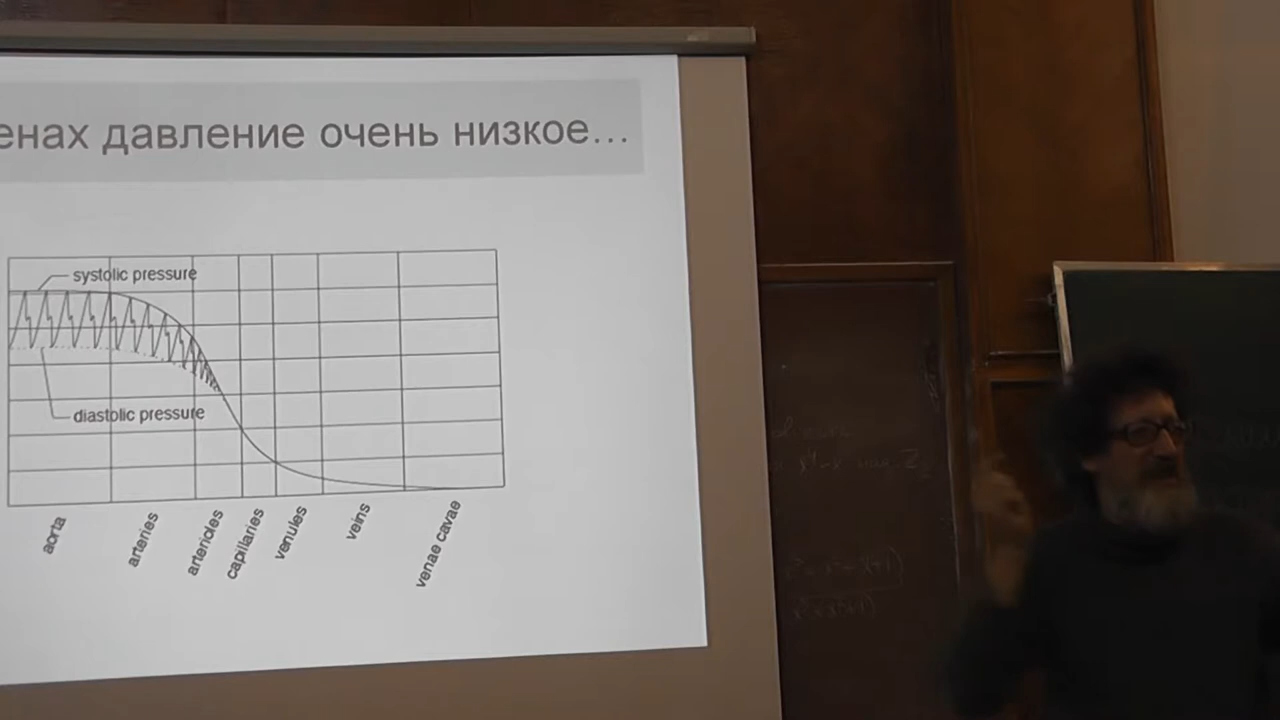 енах давление очень низкое...
systolic pressure
diastolic pressure
aorta
arteries
arterioles
capillaries
venules
veins
venae cavae